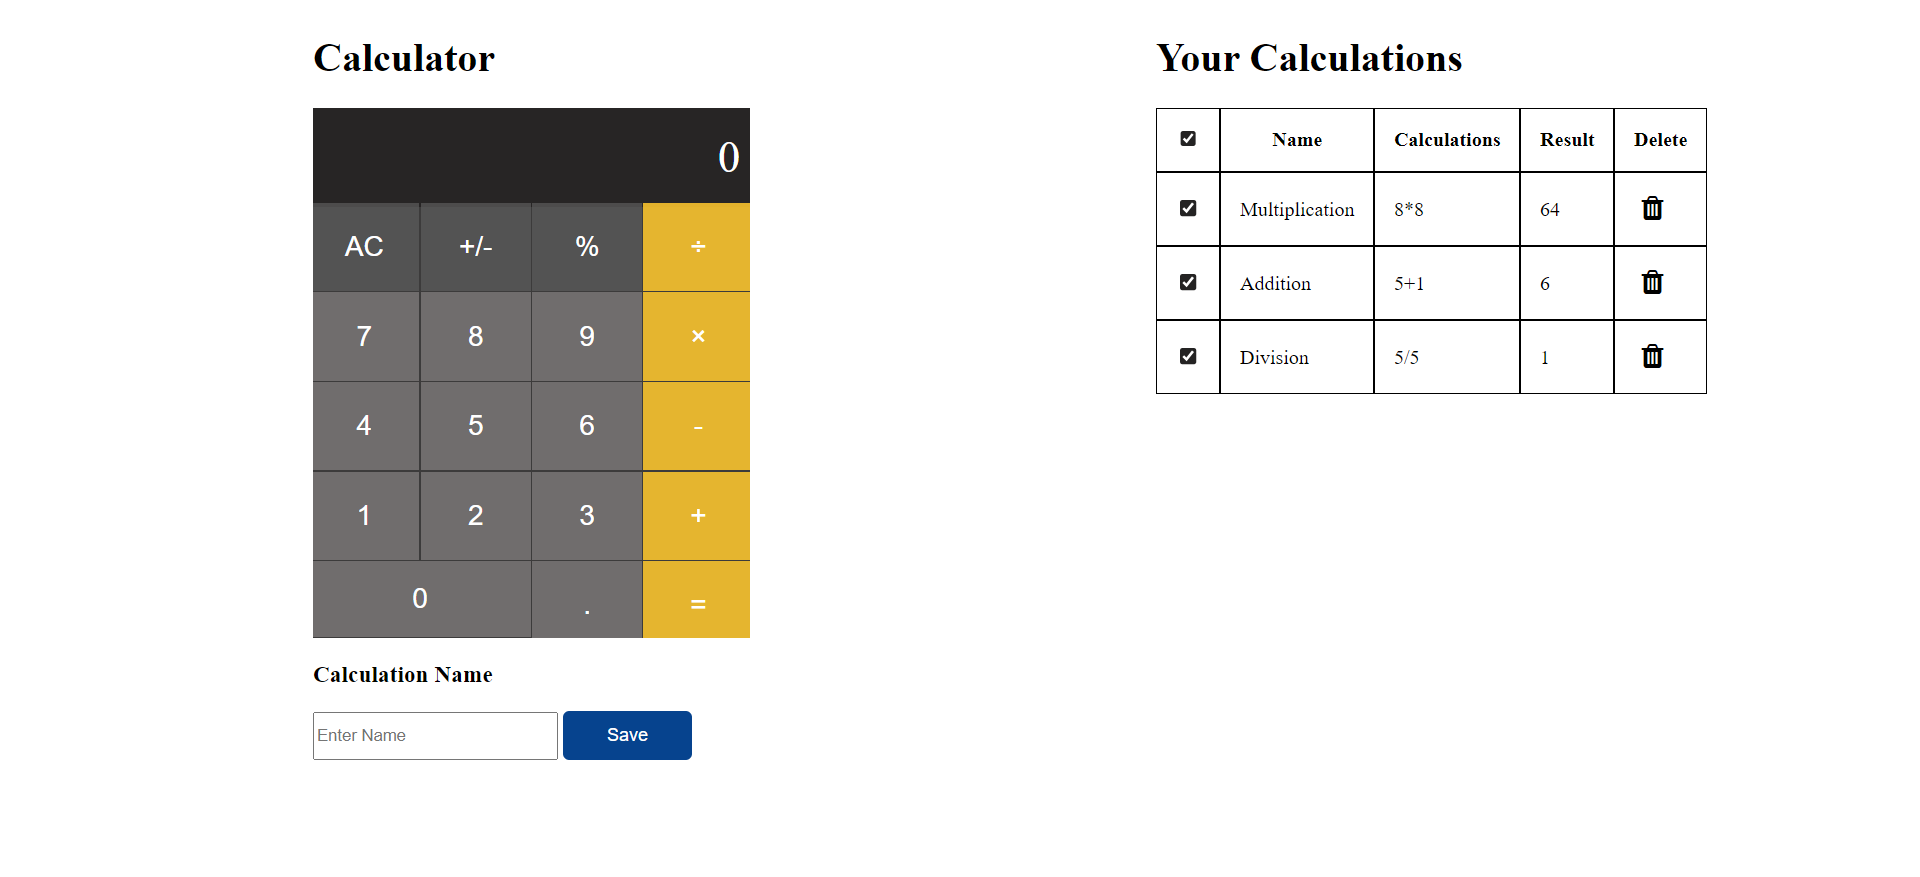 Calculator
0
AC +/- % ÷
7 8 9 ×
4 5 6 -
1 2 3 +
0 . =
Calculation Name
Enter Name Save
Your Calculations
Name Calculations Result Delete
Multiplication 8*8 64
Addition 5+1 6
Division 5/5 1